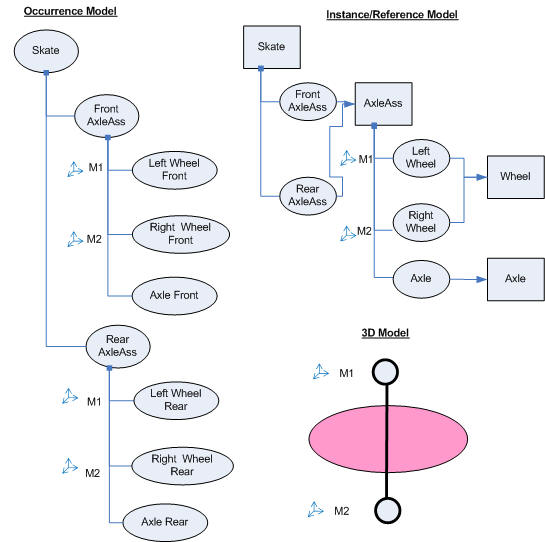 Occurrence Model
Skate
Front
AxleAss
M1
Left Wheel
Front
M2
Right Wheel
Front
Axle Front
Rear
AxleAss
M1
Left Wheel
Rear
M2
Right Wheel
Rear
Axle Rear
Instance/Reference Model
Skate
Front
AxleAss
AxleAss
Rear
AxleAss
M1
Left
Wheel
Wheel
M2
Right
Wheel
Axle
Axle
3D Model
M1
M2